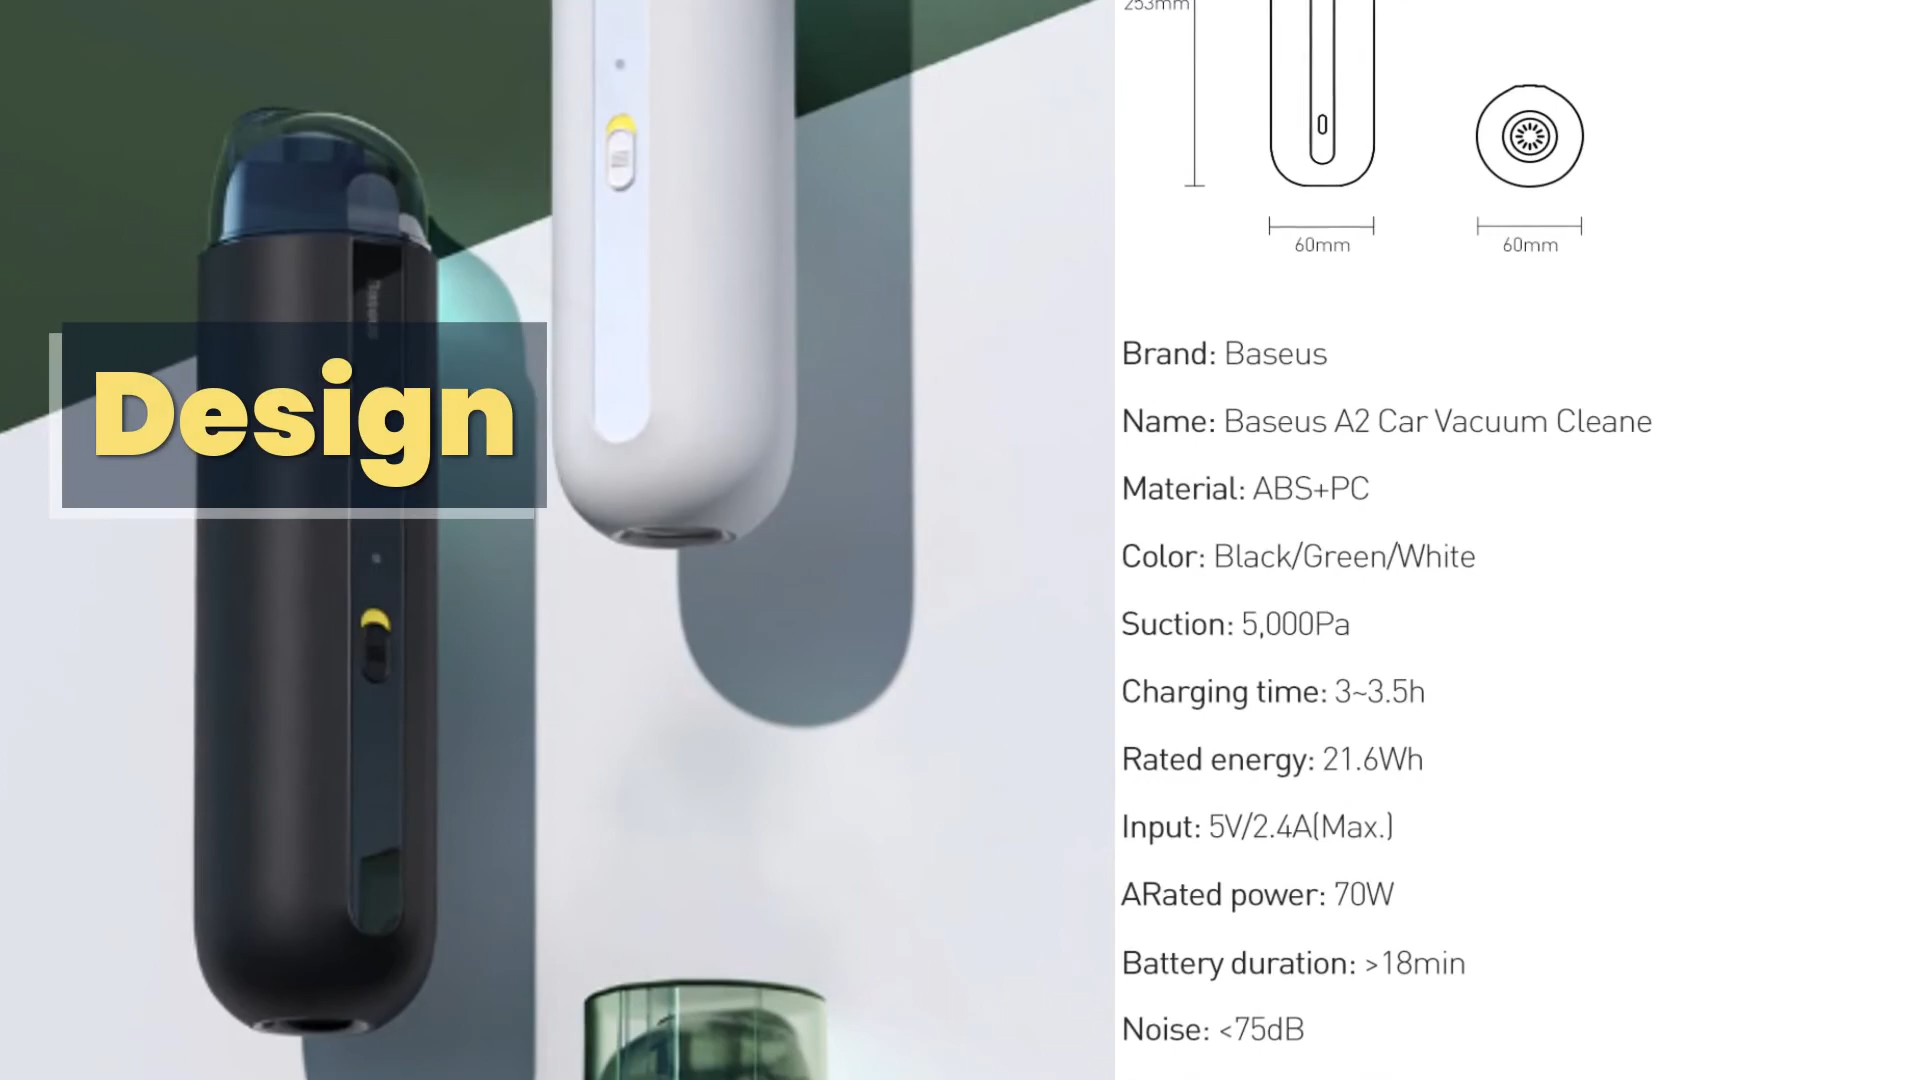 253mm
60mm
60mm
Baseus
Design
Brand: Baseus
Name: Baseus A2 Car Vacuum Cleane
Material: ABS+PC
Color: Black/Green/White
Suction: 5,000Pa
Charging time: 3~3.5h
Rated energy: 21.6Wh
Input: 5V/2.4A(Max.)
ARated power: 70W
Battery duration: >18min
Noise: <75dB